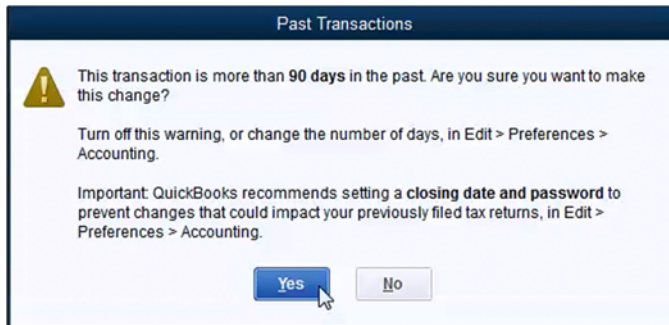 Past Transactions
This transaction is more than 90 days in the past. Are you sure you want to make
this change?
Turn off this warning, or change the number of days, in Edit > Preferences >
Accounting.
Important: QuickBooks recommends setting a closing date and password to
prevent changes that could impact your previously filed tax returns, in Edit >
Preferences > Accounting.
Yes No